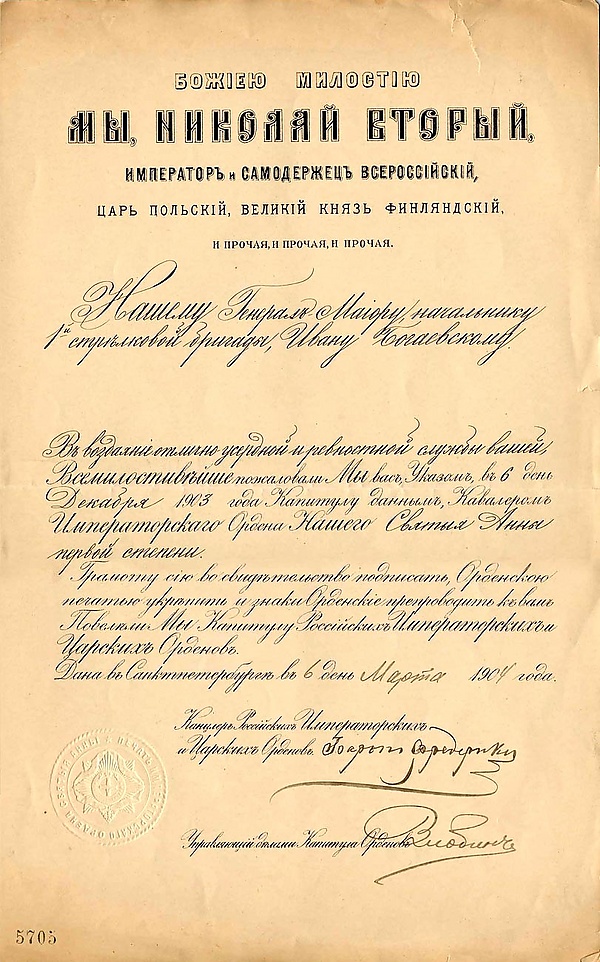 БОЖІЕЮ МИЛОСТІЮ
МЫ, НИКОЛАЙ ВТОРЫЙ,
ИМПЕРАТОРЪ и САМОДЕРЖЕЦЪ ВСЕРОССІЙСКІЙ,
ЦАРЬ ПОЛЬСКІЙ, ВЕЛИКІЙ КНЯЗЬ ФИНЛЯНДСКІЙ,
И ПРОЧАЯ, И ПРОЧАЯ, И ПРОЧАЯ.
Нашему Генералъ Маіору, начальнику
1й стрѣлковой бригады, Ивану Богаевскому.
Въ воздаяніе отлично усердной и ревностной службы вашей,
Всемилостивѣйше пожаловали Мы васъ, Указомъ, въ 6 день
Декабря 1903 года Капитулу даннымъ, Кавалеромъ
Императорскаго Ордена Нашего Святыя Анны
первой степени.
Грамоту сію во свидѣтельство подписать, Орденскою
печатью укрѣпить и знаки Орденскіе препроводить къ вамъ
Повелѣли Мы Капитулу Россійскихъ Императорскихъ и
Царскихъ Орденовъ.
Дана въ Санктпетербургѣ въ 6 день Марта 1904 года.
Канцлеръ Россійскихъ Императорскихъ
и Царскихъ Орденовъ. Баронъ Фредерикс
Управляющій дѣлами Капитула Орденовъ
5705